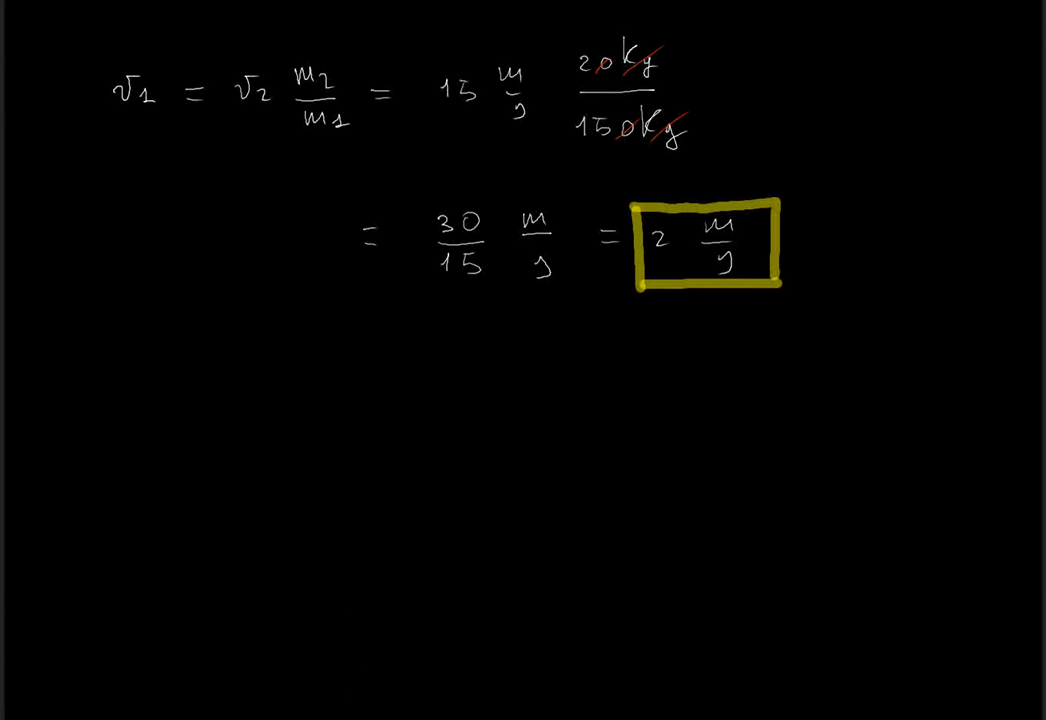 v1 = v2 m2/m1 = 15 m/s 20kg/150kg
= 30/15 m/s = 2 m/s